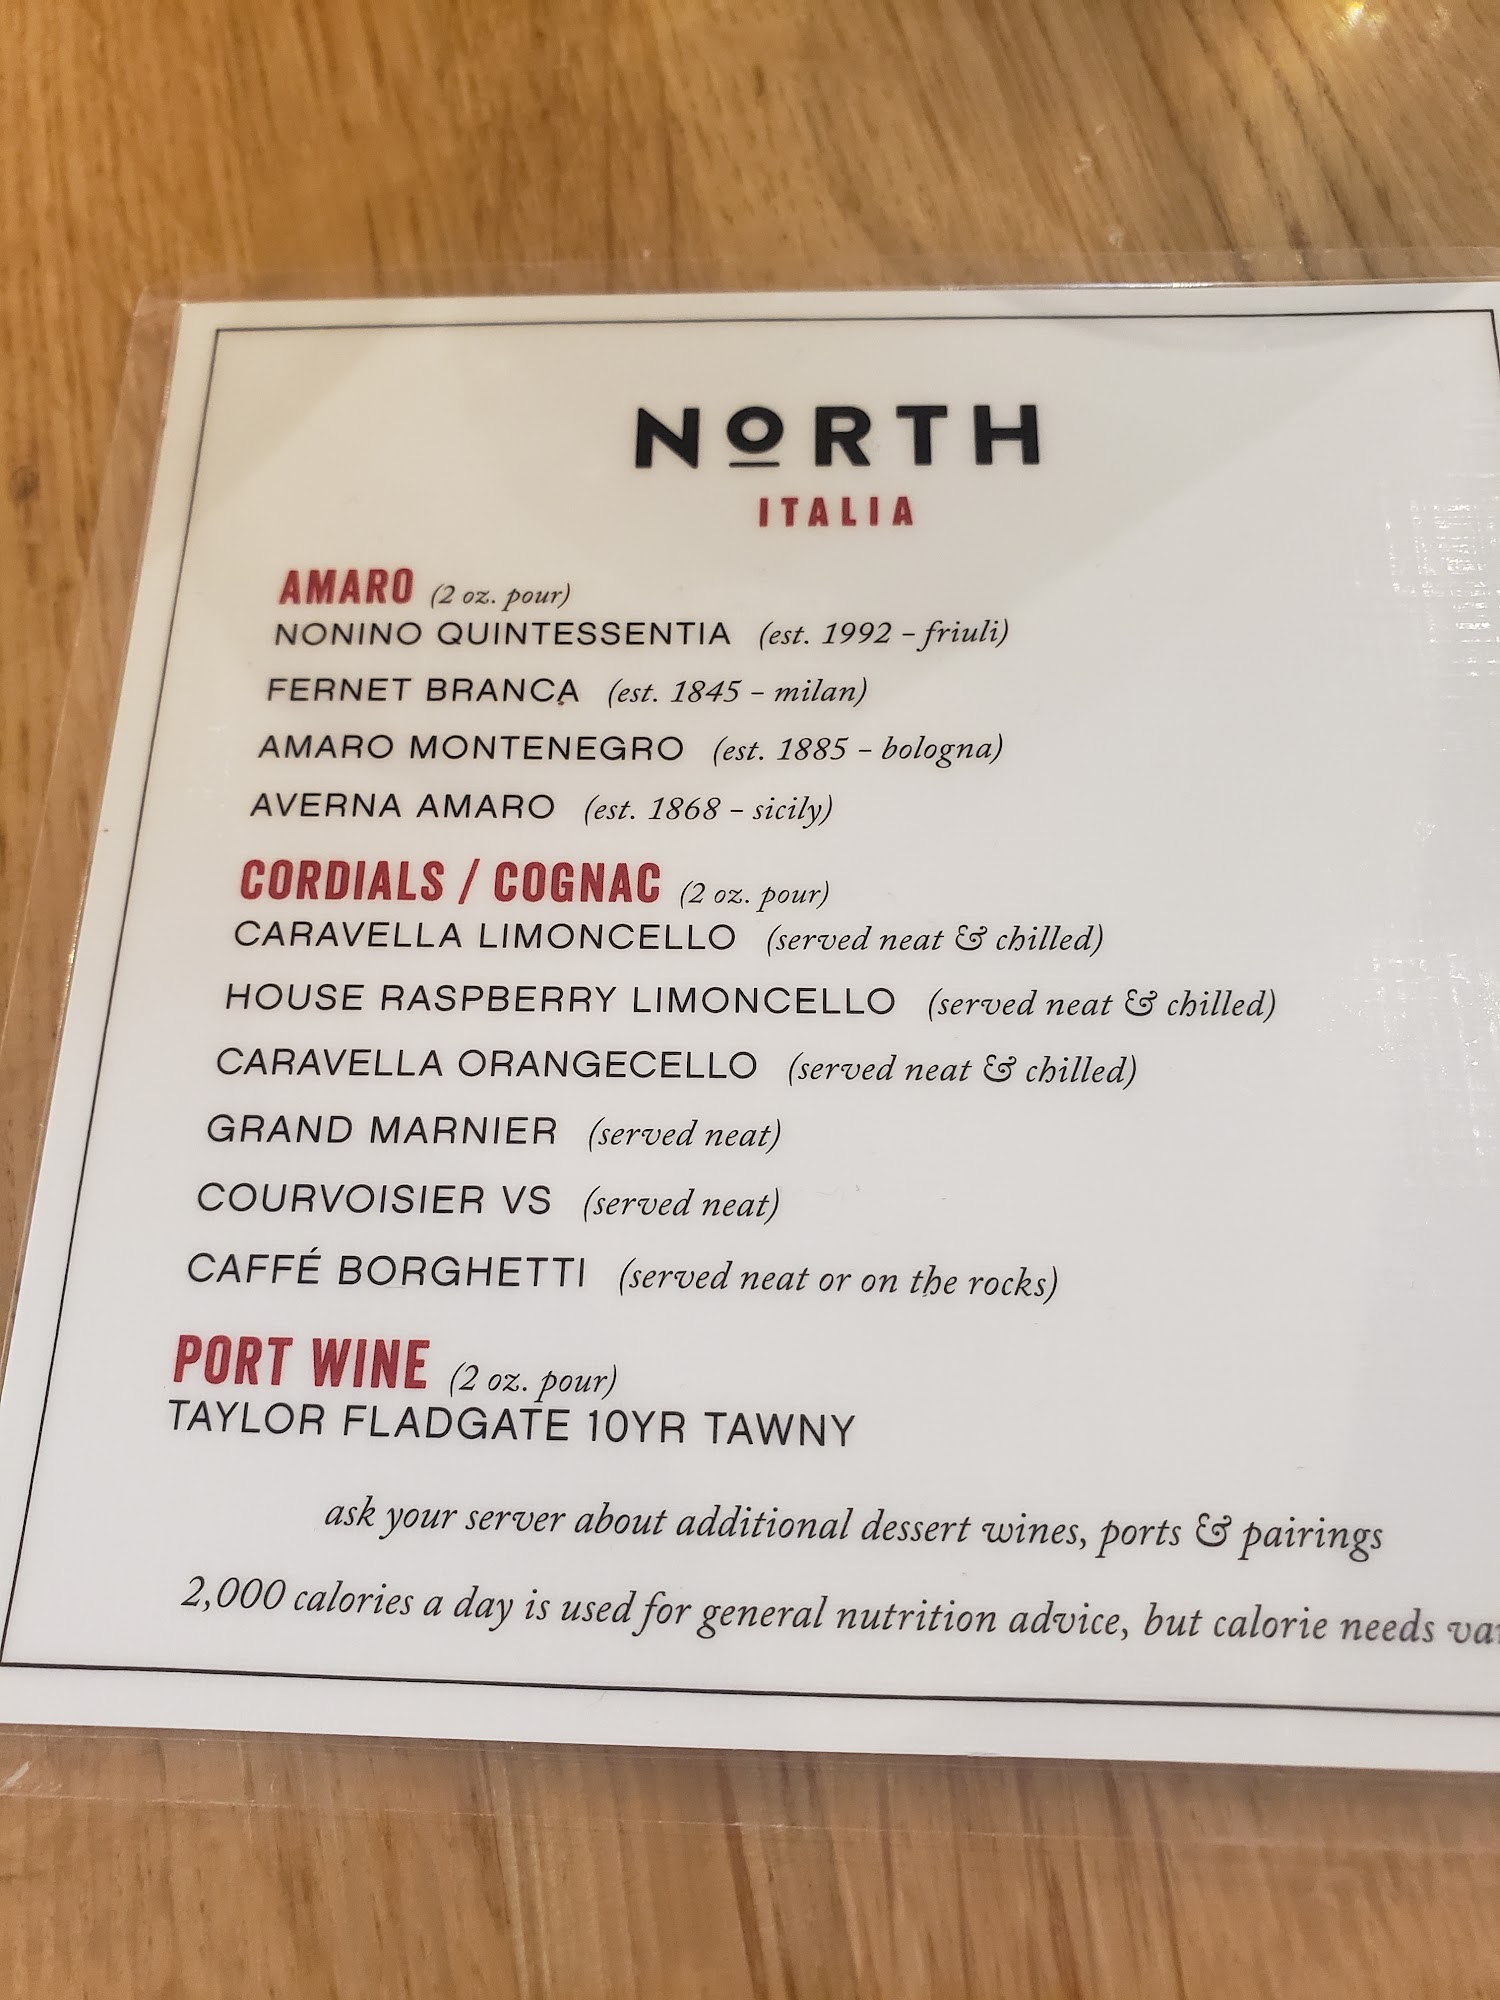 NORTH
ITALIA
AMARO (2 oz. pour)
NONINO QUINTESSENTIA (est. 1992 – friuli)
FERNET BRANCA (est. 1845 – milan)
AMARO MONTENEGRO (est. 1885 – bologna)
AVERNA AMARO (est. 1868 – sicily)
CORDIALS / COGNAC (2 oz. pour)
CARAVELLA LIMONCELLO (served neat & chilled)
HOUSE RASPBERRY LIMONCELLO (served neat & chilled)
CARAVELLA ORANGECELLO (served neat & chilled)
GRAND MARNIER (served neat)
COURVOISIER VS (served neat)
CAFFÉ BORGHETTI (served neat or on the rocks)
PORT WINE (2 oz. pour)
TAYLOR FLADGATE 10YR TAWNY
ask your server about additional dessert wines, ports & pairings
2,000 calories a day is used for general nutrition advice, but calorie needs